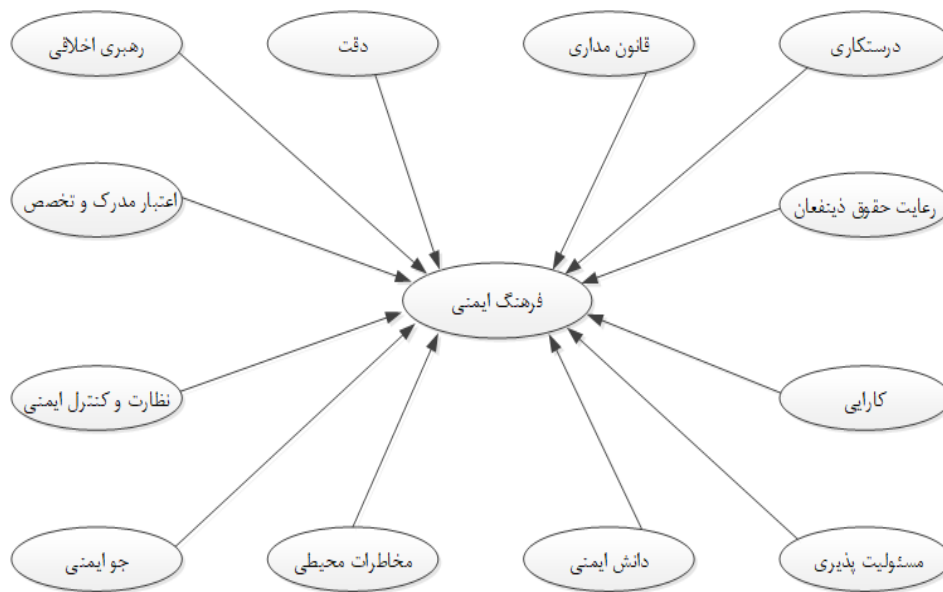 درستکاری
قانون مداری
دقت
رهبری اخلاقی
رعایت حقوق ذینفعان
اعتبار مدرک و تخصص
فرهنگ ایمنی
کارایی
نظارت و کنترل ایمنی
مسئولیت پذیری
دانش ایمنی
مخاطرات محیطی
جو ایمنی